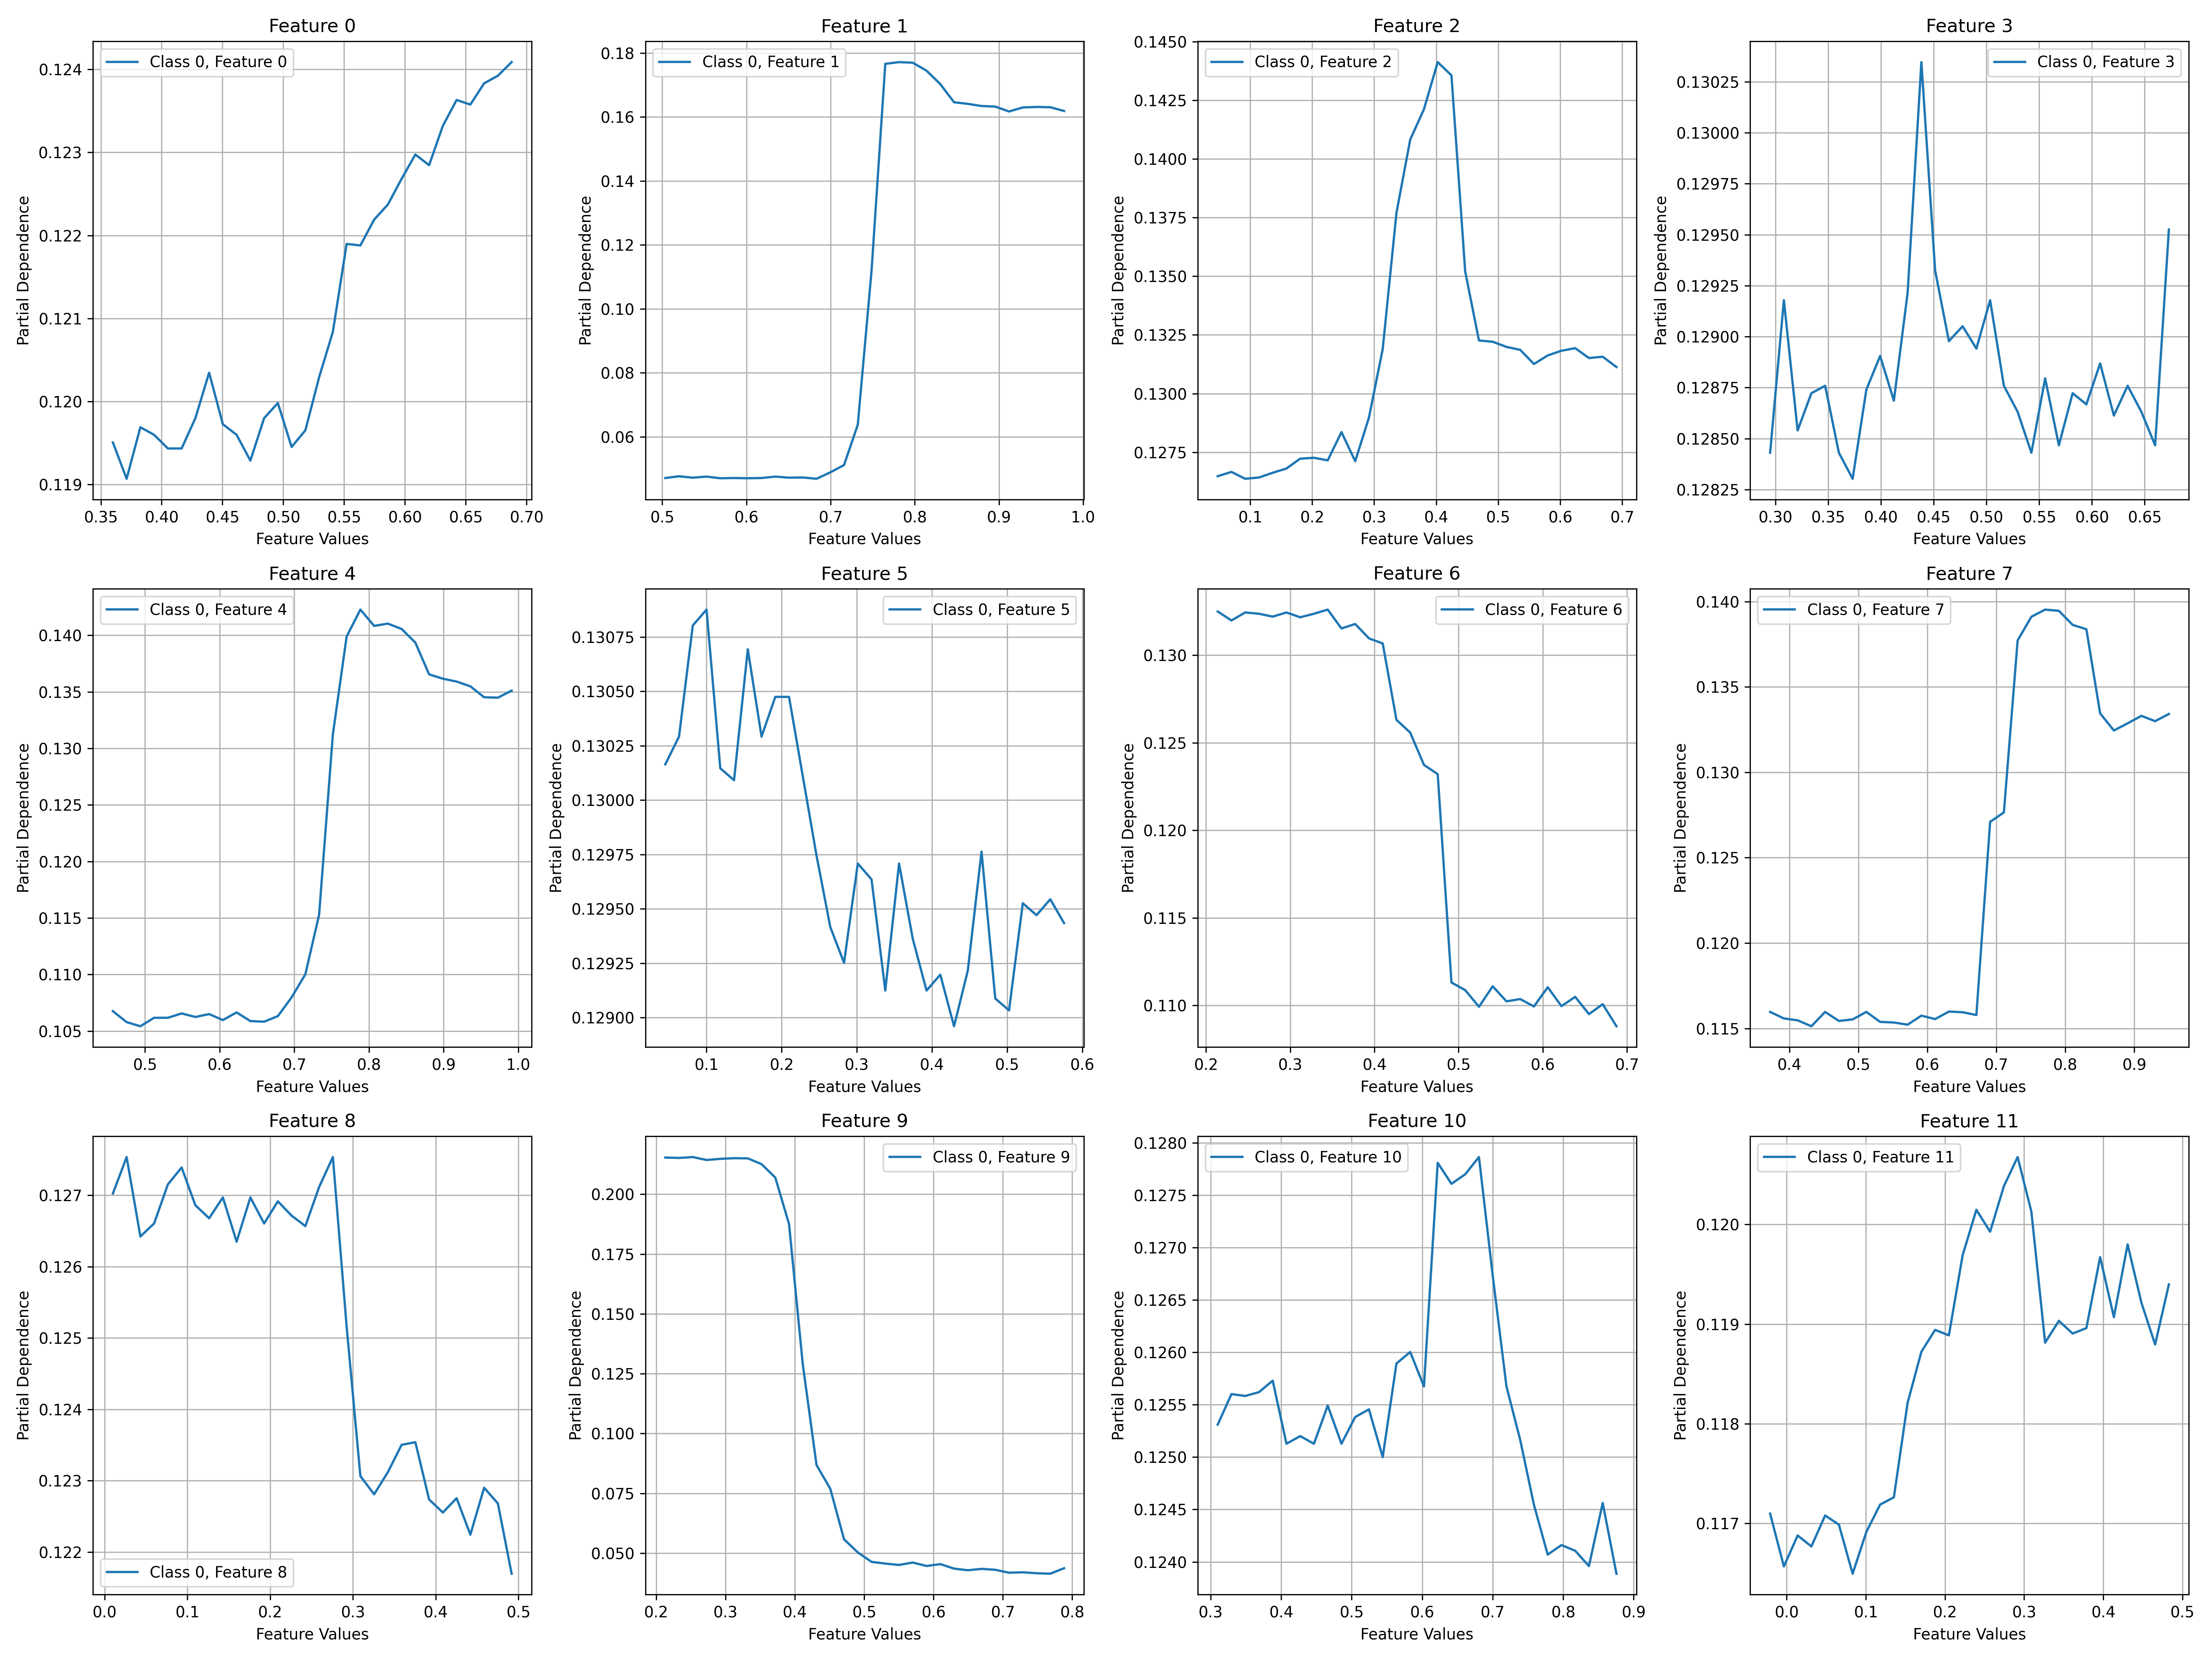 Feature 0
Class 0, Feature 0
Partial Dependence
0.124
0.123
0.122
0.121
0.120
0.119
0.35 0.40 0.45 0.50 0.55 0.60 0.65 0.70
Feature Values
Feature 1
Class 0, Feature 1
Partial Dependence
0.18
0.16
0.14
0.12
0.10
0.08
0.06
0.5 0.6 0.7 0.8 0.9 1.0
Feature Values
Feature 2
Class 0, Feature 2
Partial Dependence
0.1450
0.1425
0.1400
0.1375
0.1350
0.1325
0.1300
0.1275
0.1 0.2 0.3 0.4 0.5 0.6 0.7
Feature Values
Feature 3
Class 0, Feature 3
Partial Dependence
0.13025
0.13000
0.12975
0.12950
0.12925
0.12900
0.12875
0.12850
0.12825
0.30 0.35 0.40 0.45 0.50 0.55 0.60 0.65
Feature Values
Feature 4
Class 0, Feature 4
Partial Dependence
0.140
0.135
0.130
0.125
0.120
0.115
0.110
0.105
0.5 0.6 0.7 0.8 0.9 1.0
Feature Values
Feature 5
Class 0, Feature 5
Partial Dependence
0.13075
0.13050
0.13025
0.13000
0.12975
0.12950
0.12925
0.12900
0.1 0.2 0.3 0.4 0.5 0.6
Feature Values
Feature 6
Class 0, Feature 6
Partial Dependence
0.130
0.125
0.120
0.115
0.110
0.2 0.3 0.4 0.5 0.6 0.7
Feature Values
Feature 7
Class 0, Feature 7
Partial Dependence
0.140
0.135
0.130
0.125
0.120
0.115
0.4 0.5 0.6 0.7 0.8 0.9
Feature Values
Feature 8
Class 0, Feature 8
Partial Dependence
0.127
0.126
0.125
0.124
0.123
0.122
0.0 0.1 0.2 0.3 0.4 0.5
Feature Values
Feature 9
Class 0, Feature 9
Partial Dependence
0.200
0.175
0.150
0.125
0.100
0.075
0.050
0.2 0.3 0.4 0.5 0.6 0.7 0.8
Feature Values
Feature 10
Class 0, Feature 10
Partial Dependence
0.1280
0.1275
0.1270
0.1265
0.1260
0.1255
0.1250
0.1245
0.1240
0.3 0.4 0.5 0.6 0.7 0.8 0.9
Feature Values
Feature 11
Class 0, Feature 11
Partial Dependence
0.120
0.119
0.118
0.117
0.0 0.1 0.2 0.3 0.4 0.5
Feature Values